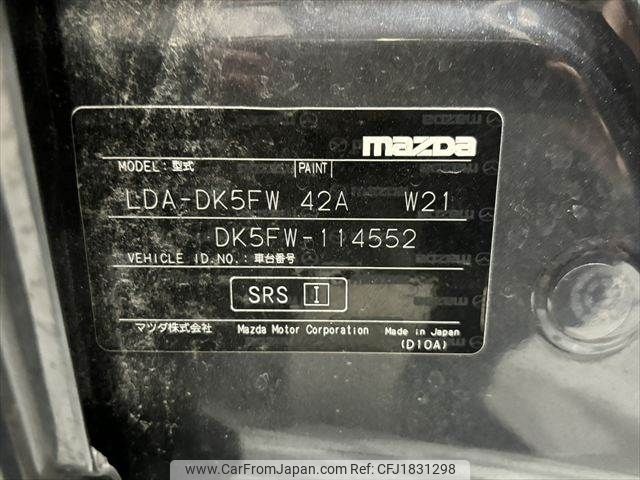 mazda
MODEL : 型式 PAINT
LDA-DK5FW 42A W21
DK5FW-114552
VEHICLE ID.NO. : 車台番号
SRS I
マツダ株式会社 Mazda Motor Corporation Made in Japan
(D10A)
www.CarFromJapan.com | Ref No: CFJ1831298